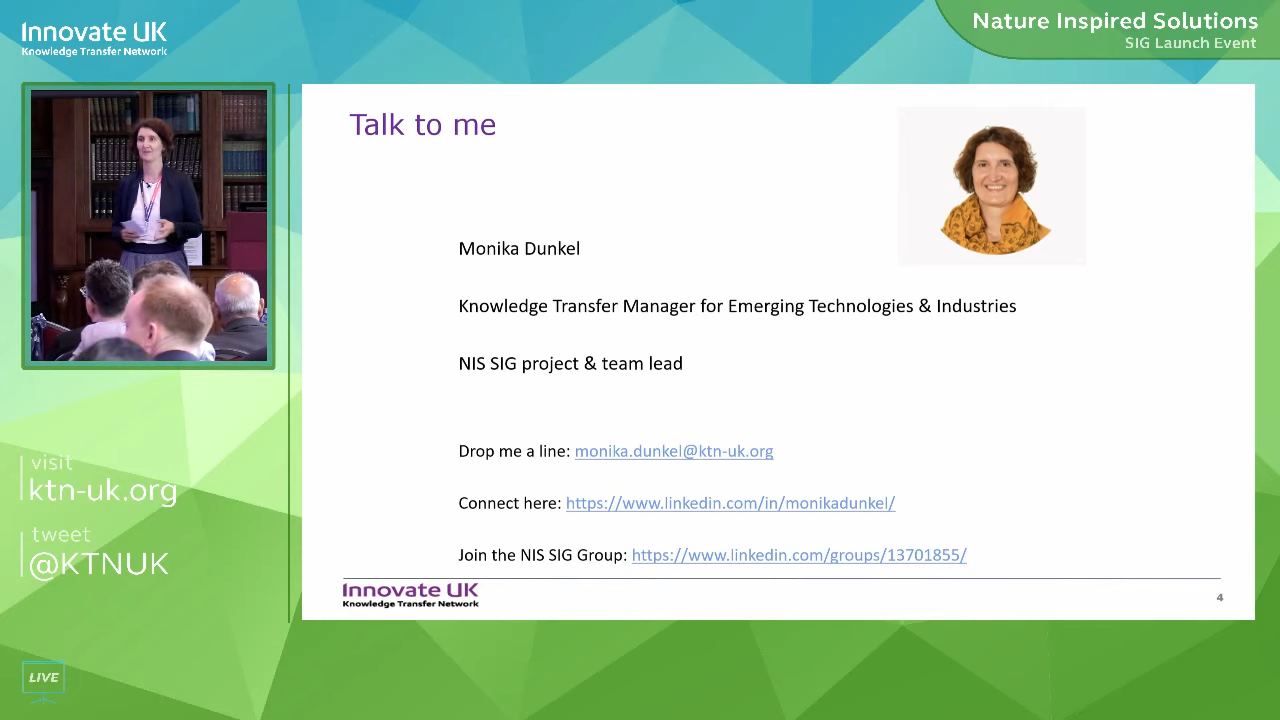 Innovate UK
Knowledge Transfer Network
Nature Inspired Solutions
SIG Launch Event
Talk to me
Monika Dunkel
Knowledge Transfer Manager for Emerging Technologies & Industries
NIS SIG project & team lead
Drop me a line: monika.dunkel@ktn-uk.org
Connect here: https://www.linkedin.com/in/monikadunkel/
Join the NIS SIG Group: https://www.linkedin.com/groups/13701855/
Innovate UK
Knowledge Transfer Network
4
visit
ktn-uk.org
tweet
@KTNUK
LIVE